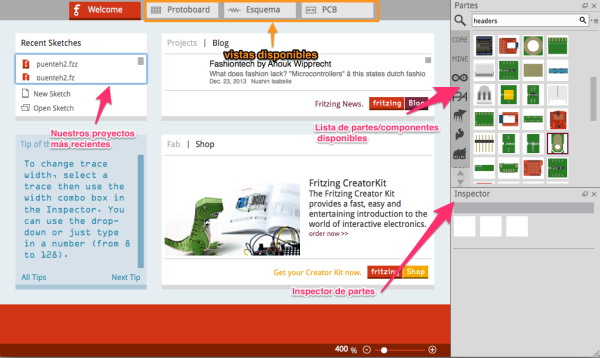 Welcome
Protoboard
Esquema
PCB
vistas disponibles
Recent Sketches
puenteh2.fzz
puenteh2.fz
New Sketch
Open Sketch
Nuestros proyectos
más recientes
Projects | Blog
Fashiontech by Anouk Wipprecht
What does fashion lack? "Microcontrollers" â this states dutch fashio
Dec. 23, 2013 Nushin Isabelle
Fritzing News.
fritzing Blog
Tip of th
To change trace
width, select a
trace then use the
width combo box in
the Inspector. You
can use the drop-
down or just type
in a number (from 8
to 128).
All Tips
Next Tip
Fab | Shop
Fritzing CreatorKit
The Fritzing Creator Kit
provides a fast, easy and
entertaining introduction to the
world of interactive electronics.
order now >>
Get your Creator Kit now.
fritzing Shop
400 %
Partes
headers
CORE
MINE
Lista de partes/componentes
disponibles
Inspector
Inspector de partes